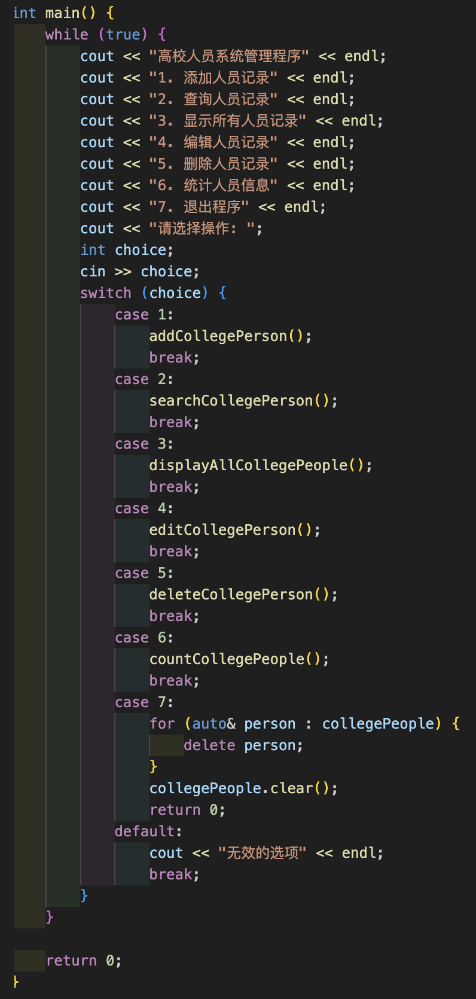 int main() {
    while (true) {
        cout << "高校人员系统管理程序" << endl;
        cout << "1. 添加人员记录" << endl;
        cout << "2. 查询人员记录" << endl;
        cout << "3. 显示所有人员记录" << endl;
        cout << "4. 编辑人员记录" << endl;
        cout << "5. 删除人员记录" << endl;
        cout << "6. 统计人员信息" << endl;
        cout << "7. 退出程序" << endl;
        cout << "请选择操作: ";
        int choice;
        cin >> choice;
        switch (choice) {
            case 1:
                addCollegePerson();
                break;
            case 2:
                searchCollegePerson();
                break;
            case 3:
                displayAllCollegePeople();
                break;
            case 4:
                editCollegePerson();
                break;
            case 5:
                deleteCollegePerson();
                break;
            case 6:
                countCollegePeople();
                break;
            case 7:
                for (auto& person : collegePeople) {
                    delete person;
                }
                collegePeople.clear();
                return 0;
            default:
                cout << "无效的选项" << endl;
                break;
        }
    }

    return 0;
}